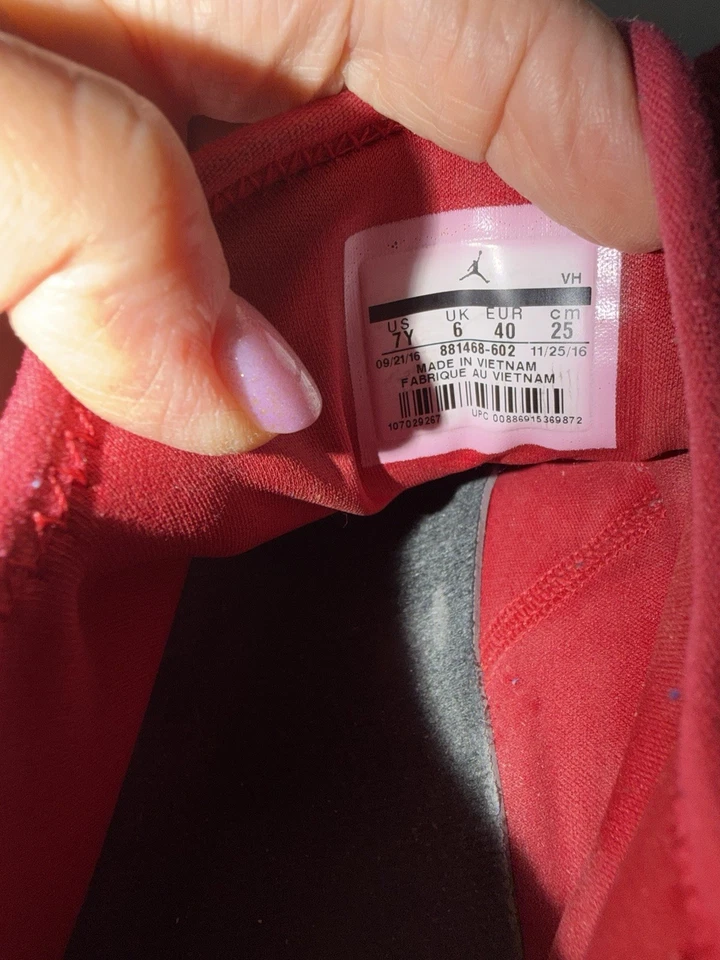 VH
US UK EUR cm
7Y 6 40 25
09/21/16 881468-602 11/25/16
MADE IN VIETNAM
FABRIQUE AU VIETNAM
107029267 UPC 00886915369872